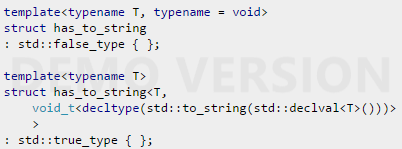 template<typename T, typename = void>
struct has_to_string
: std::false_type { };
template<typename T>
struct has_to_string<T,
void_t<decltype(std::to_string(std::declval<T>()))>
>
: std::true_type { };
DEMO VERSION